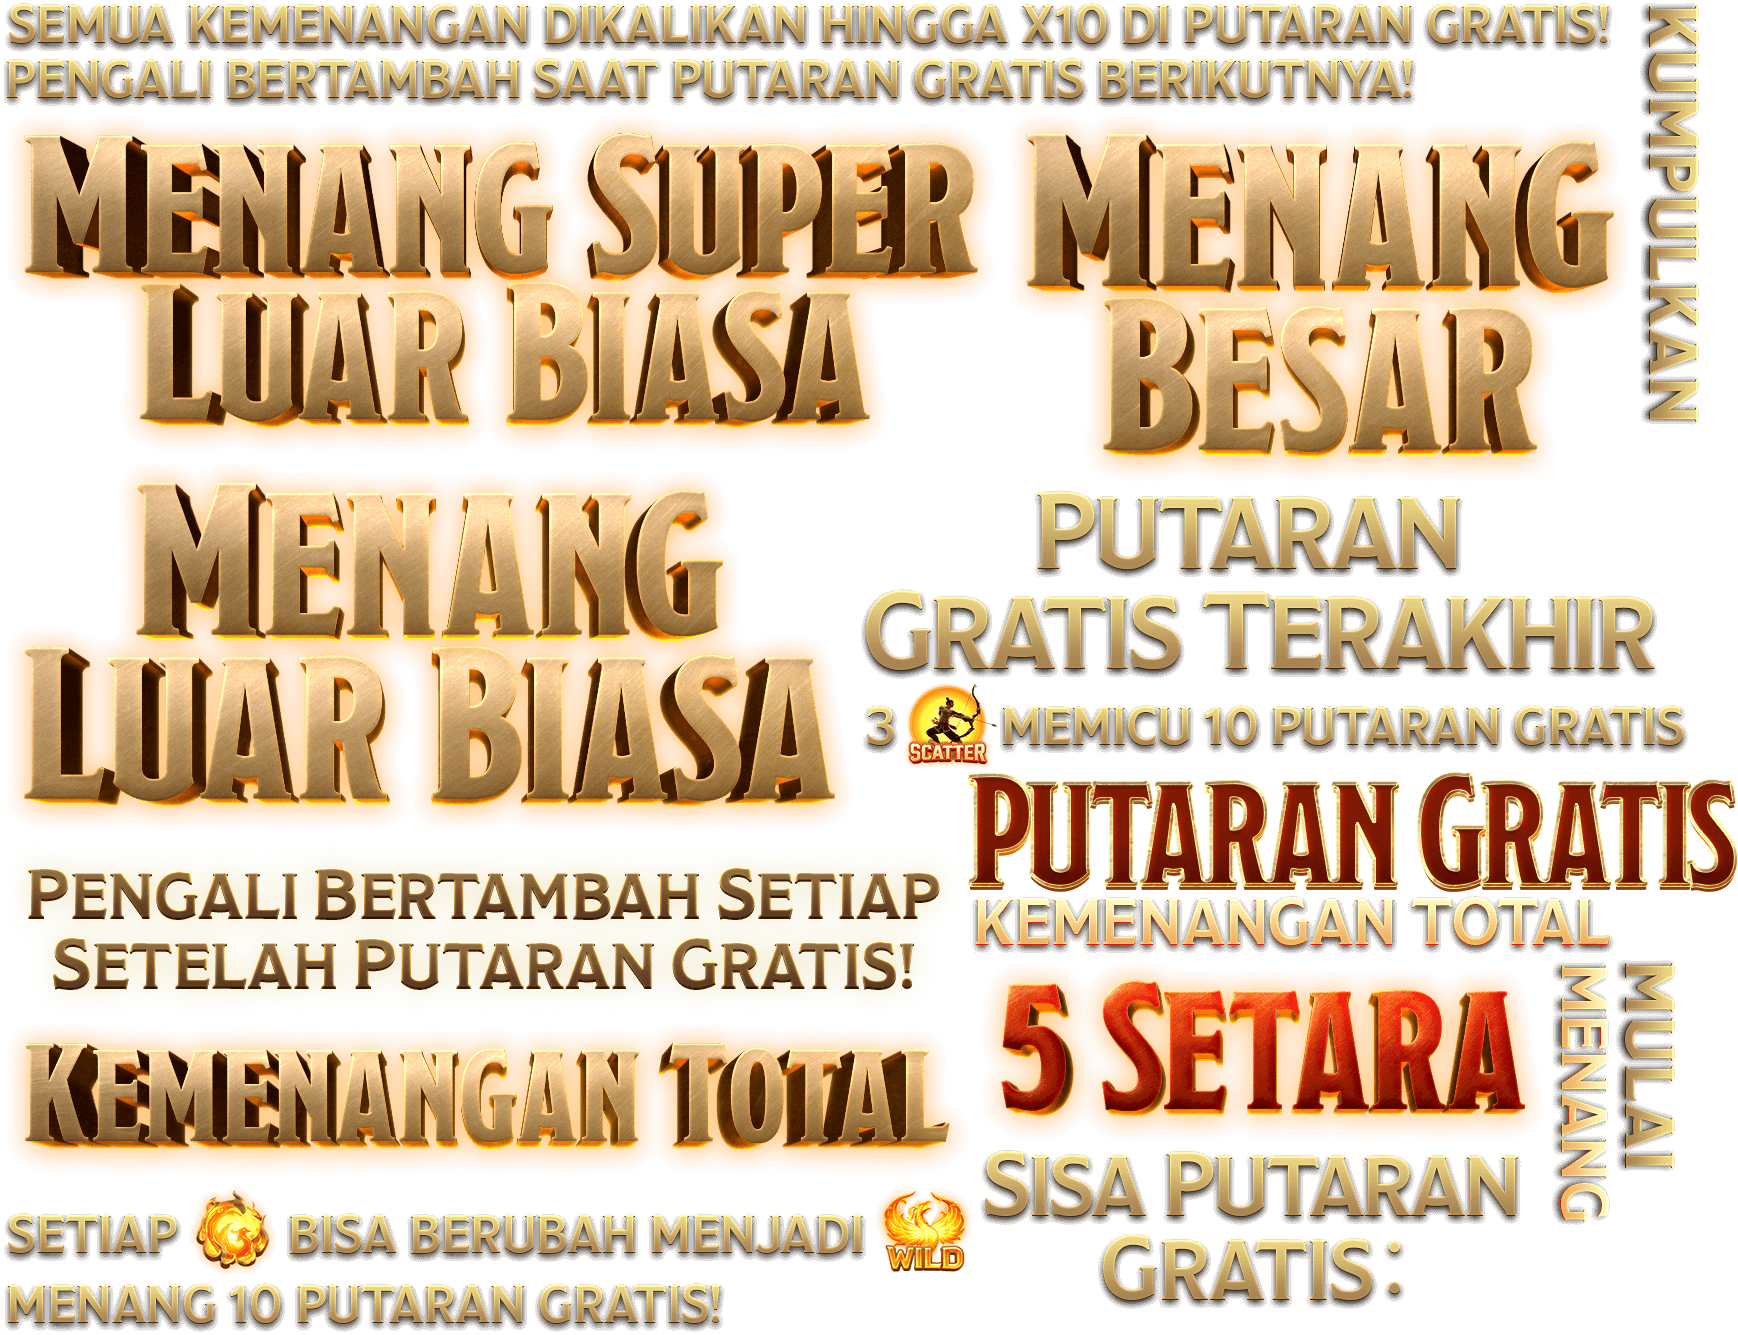 SEMUA KEMENANGAN DIKALIKAN HINGGA X10 DI PUTARAN GRATIS!
PENGALI BERTAMBAH SAAT PUTARAN GRATIS BERIKUTNYA!
KUMPULKAN
MENANG SUPER
LUAR BIASA
MENANG
BESAR
MENANG
LUAR BIASA
PUTARAN
GRATIS TERAKHIR
3 SCATTER MEMICU 10 PUTARAN GRATIS
PUTARAN GRATIS
KEMENANGAN TOTAL
PENGALI BERTAMBAH SETIAP
SETELAH PUTARAN GRATIS!
KEMENANGAN TOTAL
5 SETARA
MULAI
MENANG
SISA PUTARAN
GRATIS:
SETIAP BISA BERUBAH MENJADI WILD
MENANG 10 PUTARAN GRATIS!